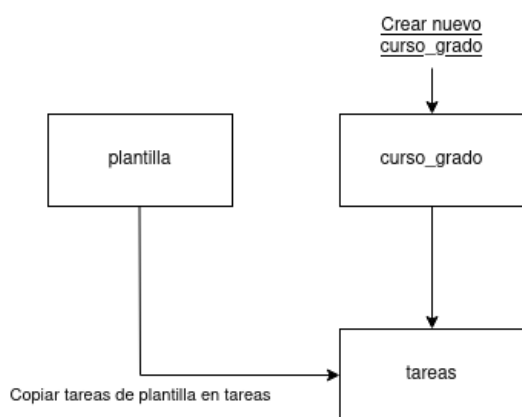 Crear nuevo
curso_grado
plantilla
curso_grado
tareas
Copiar tareas de plantilla en tareas